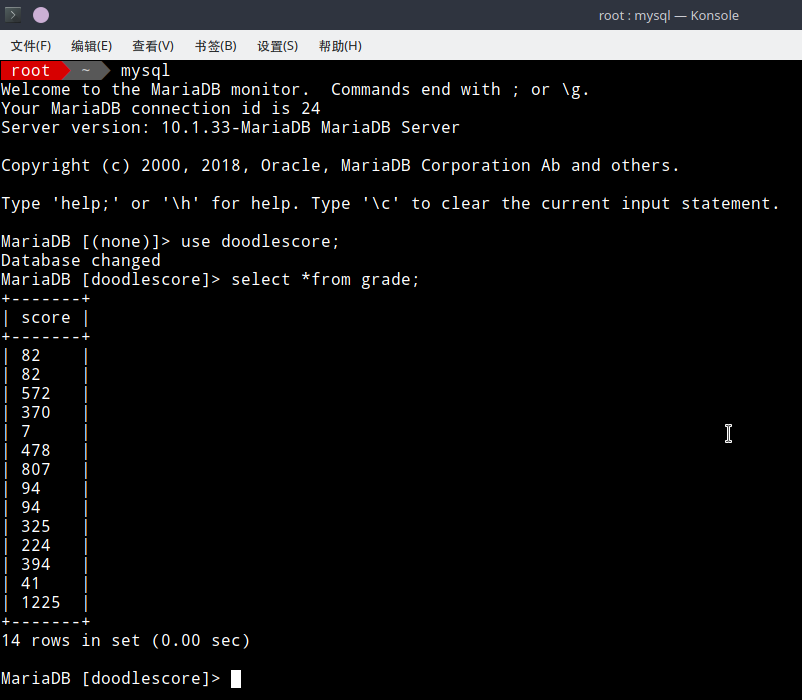 root : mysql — Konsole
文件(F) 编辑(E) 查看(V) 书签(B) 设置(S) 帮助(H)
root ~ mysql
Welcome to the MariaDB monitor.  Commands end with ; or \g.
Your MariaDB connection id is 24
Server version: 10.1.33-MariaDB MariaDB Server
Copyright (c) 2000, 2018, Oracle, MariaDB Corporation Ab and others.
Type 'help;' or '\h' for help. Type '\c' to clear the current input statement.
MariaDB [(none)]> use doodlescore;
Database changed
MariaDB [doodlescore]> select *from grade;
+-------+
| score |
+-------+
| 82    |
| 82    |
| 572   |
| 370   |
| 7     |
| 478   |
| 807   |
| 94    |
| 94    |
| 325   |
| 224   |
| 394   |
| 41    |
| 1225  |
+-------+
14 rows in set (0.00 sec)
MariaDB [doodlescore]>